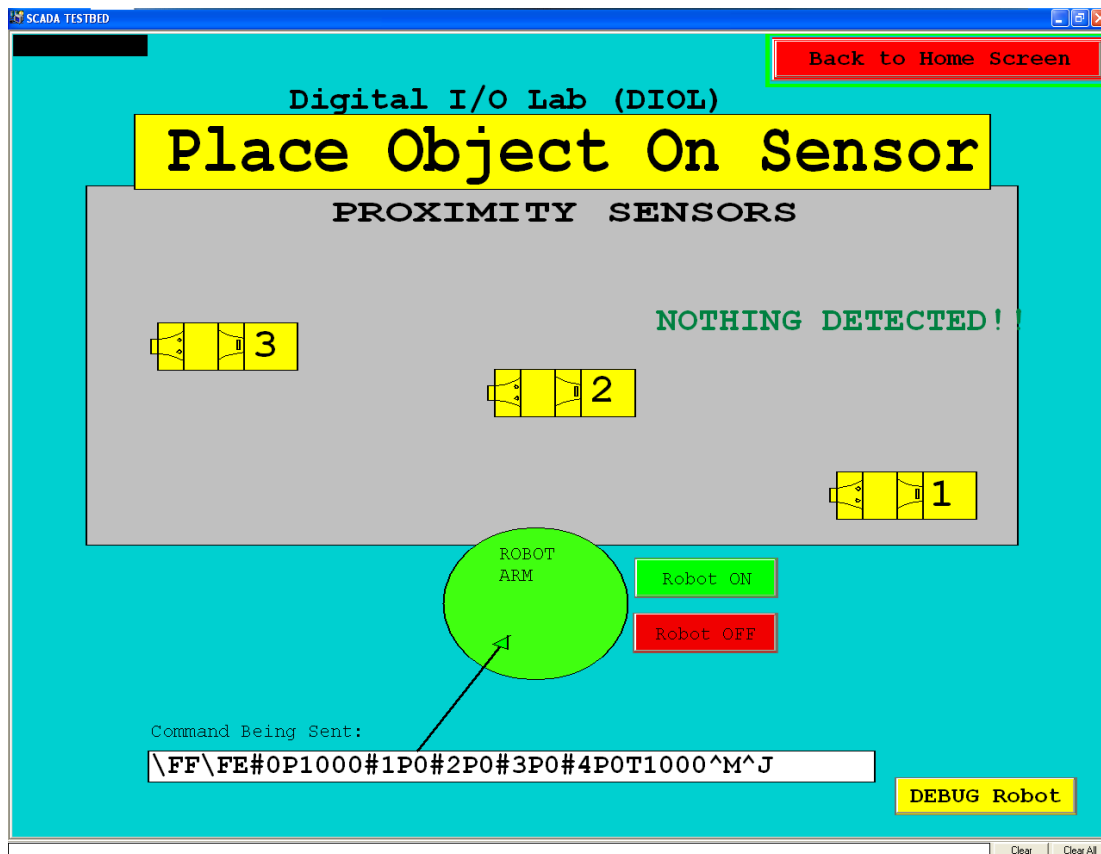 SCADA TESTBED
Back to Home Screen
Digital I/O Lab (DIOL)
Place Object On Sensor
PROXIMITY SENSORS
NOTHING DETECTED!!
3
2
1
ROBOT
ARM
Robot ON
Robot OFF
Command Being Sent:
\FF\FE#0P1000#1P0#2P0#3P0#4P0T1000^M^J
DEBUG Robot
Clear
Clear All